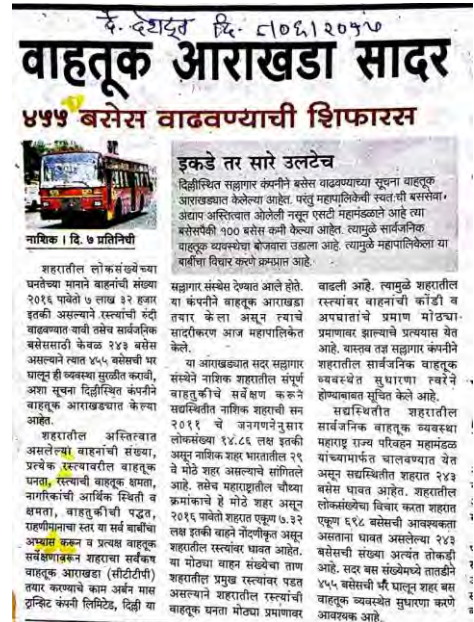 दै. देशदूत दि. ८/०६/२०१७
वाहतूक आराखडा सादर
४५५ बसेस वाढवण्याची शिफारस
नाशिक । दि. ७ प्रतिनिधी
शहरातील लोकसंख्येच्या
घनतेच्या मानाने वाहनांची संख्या
२०१६ पावेतो ७ लाख ३२ हजार
इतकी असल्याने रस्त्यांची रुंदी
वाढवण्यात यावी तसेच सार्वजनिक
बसेससाठी केवळ २४३ बसेस
असल्याने त्यात ४५५ बसेसची भर
घालून ही व्यवस्था सुरळीत करावी,
अशा सूचना दिल्लीस्थित कंपनीने
वाहतूक आराखड्यात केल्या
आहेत.
शहरातील अस्तित्वात
असलेल्या वाहनांची संख्या,
प्रत्येक रस्त्यावरील वाहतूक
घनता, रस्त्याची वाहतूक क्षमता,
नागरिकांची आर्थिक स्थिती व
क्षमता, वाहतुकीची पद्धत,
राहणीमानाचा स्तर या सर्व बाबींचा
अभ्यास करून व प्रत्यक्ष वाहतूक
सर्वेक्षणावरून शहराचा सर्वंकष
वाहतूक आराखडा (सीटीटीपी)
तयार करण्याचे काम अर्बन मास
ट्रान्झिट कंपनी लिमिटेड, दिल्ली या
इकडे तर सारे उलटेच
दिल्लीस्थित सल्लागार कंपनीने बसेस वाढवण्याच्या सूचना वाहतूक
आराखड्यात केलेल्या आहेत. परंतु महापालिकेची स्वतःची बससेवा
अद्याप अस्तित्वात आलेली नसून एसटी महामंडळाने आहे त्या
बसेसपैकी १०० बसेस कमी केल्या आहेत. त्यामुळे सार्वजनिक
वाहतूक व्यवस्थेचा बोजवारा उडाला आहे. त्यामुळे महापालिकेला या
बाबींचा विचार करणे क्रमप्राप्त आहे.
सल्लागार संस्थेस देण्यात आले होते.
या कंपनीने वाहतूक आराखडा
तयार केला असून त्याचे
सादरीकरण आज महापालिकेत
केले.
या आराखड्यात सदर सल्लागार
संस्थेने नाशिक शहरातील संपूर्ण
वाहतुकीचे सर्वेक्षण करून
सद्यस्थितीत नाशिक शहराची सन
२०११ चे जनगणनेनुसार
लोकसंख्या १४.८६ लक्ष इतकी
असून नाशिक शहर भारतातील २९
वे मोठे शहर असल्याचे सांगितले
आहे. तसेच महाराष्ट्रातील चौथ्या
क्रमांकाचे हे मोठे शहर असून
२०१६ पावेतो शहरात एकूण ७.३२
लक्ष इतकी वाहने नोंदणीकृत असून
शहरातील रस्त्यांवर धावत आहेत.
या मोठ्या वाहन संख्येचा ताण
शहरातील प्रमुख रस्त्यांवर पडत
असल्याने शहरातील रस्त्यांची
वाहतूक घनता मोठ्या प्रमाणावर
वाढली आहे. त्यामुळे शहरातील
रस्त्यांवर वाहनांची कोंडी व
अपघातांचे प्रमाण मोठ्या
प्रमाणावर झाल्याचे प्रत्ययास येत
आहे. यास्तव तज्ञ सल्लागार कंपनीने
शहरातील सार्वजनिक वाहतूक
व्यवस्थेत सुधारणा त्वरेने
होण्याबाबत सूचित केले आहे.
सद्यस्थितीत शहरातील
सार्वजनिक वाहतूक व्यवस्था
महाराष्ट्र राज्य परिवहन महामंडळ
यांच्यामार्फत चालवण्यात येत
असून सद्यस्थितीत शहरात २४३
बसेस धावत आहेत. शहरातील
लोकसंख्येचा विचार करता शहरात
एकूण ६९८ बसेसची आवश्यकता
असताना धावत असलेल्या २४३
बसेसची संख्या अत्यंत तोकडी
आहे. सदर बस संख्येमध्ये तातडीने
४५५ बसेसची भर घालून शहर बस
वाहतूक व्यवस्थेत सुधारणा करणे
आवश्यक आहे.